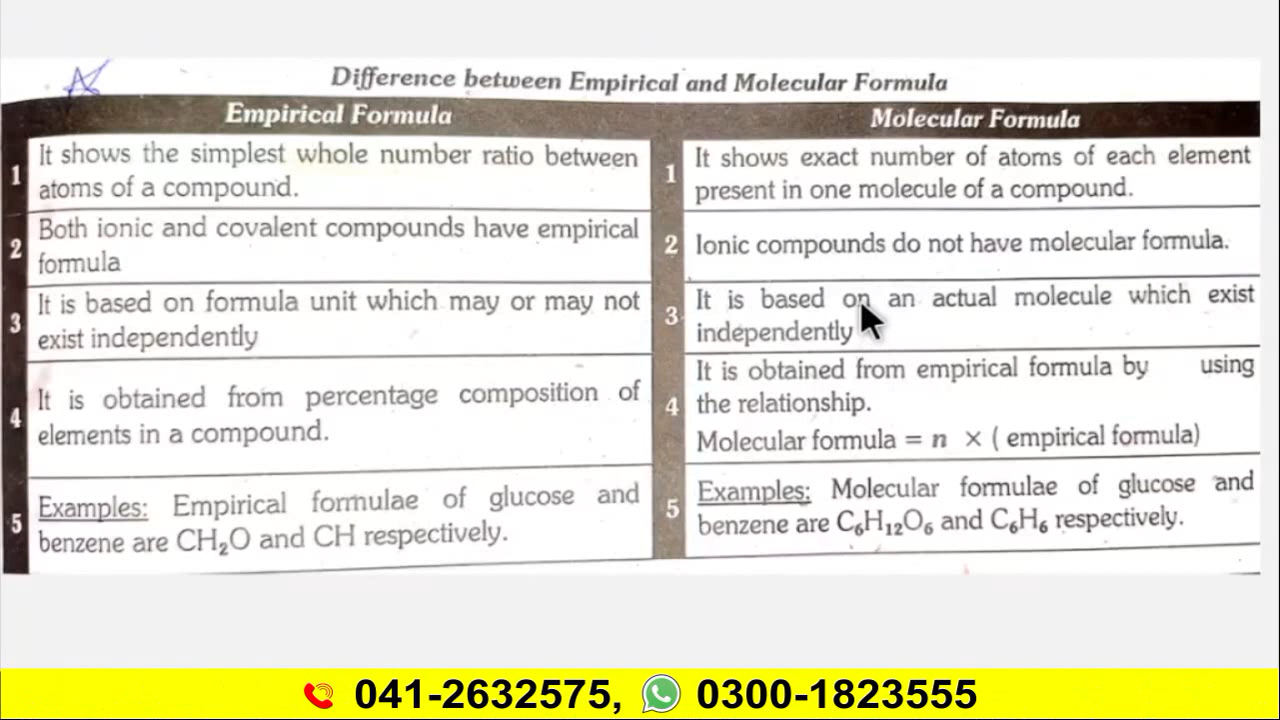 Difference between Empirical and Molecular Formula
Empirical Formula
Molecular Formula
1
It shows the simplest whole number ratio between
atoms of a compound.
1
It shows exact number of atoms of each element
present in one molecule of a compound.
2
Both ionic and covalent compounds have empirical
formula
2
Ionic compounds do not have molecular formula.
3
It is based on formula unit which may or may not
exist independently
3
It is based on an actual molecule which exist
independently
4
It is obtained from percentage composition of
elements in a compound.
4
It is obtained from empirical formula by using
the relationship.
Molecular formula = n × ( empirical formula)
5
Examples: Empirical formulae of glucose and
benzene are CH₂O and CH respectively.
5
Examples: Molecular formulae of glucose and
benzene are C₆H₁₂O₆ and C₆H₆ respectively.
041-2632575, 0300-1823555